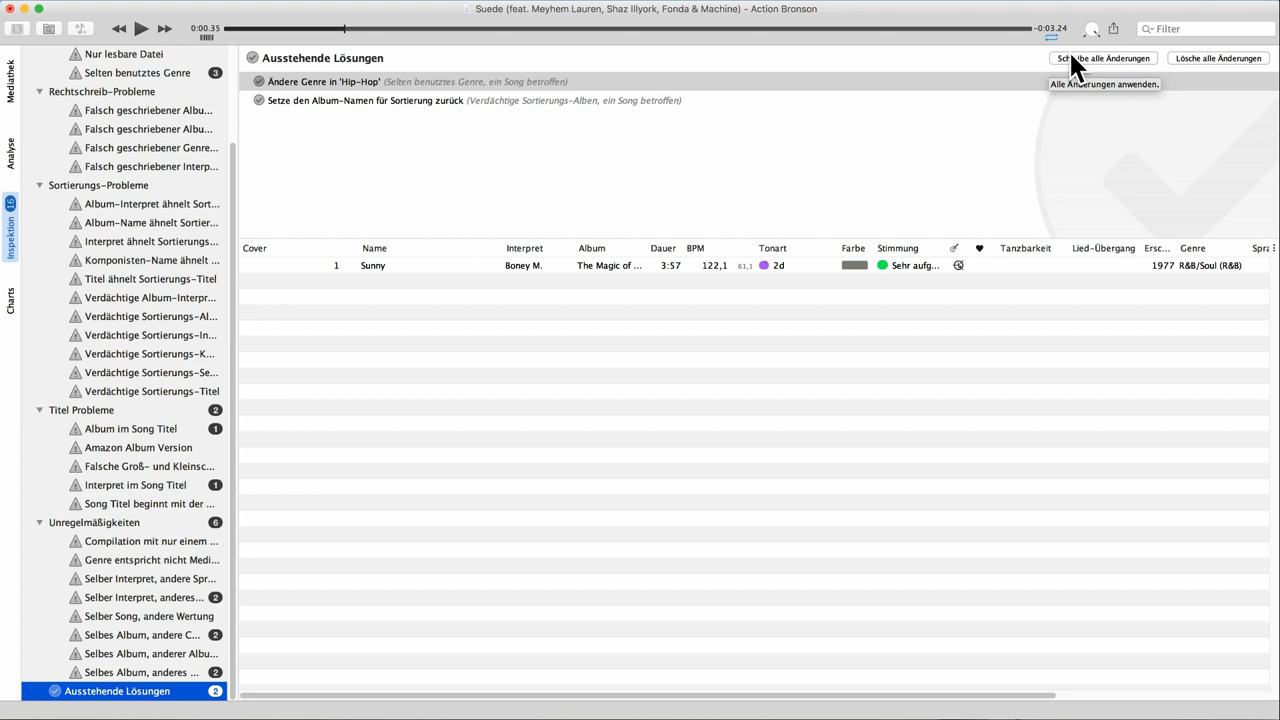 Suede (feat. Meyhem Lauren, Shaz Illyork, Fonda & Machine) - Action Bronson
0:00.35
-0:03.24
Filter
Mediathek
Analyse
Inspektion 16
Charts
Nur lesbare Datei
Selten benutztes Genre 3
Rechtschreib-Probleme
Falsch geschriebener Albu...
Falsch geschriebener Albu...
Falsch geschriebener Genre...
Falsch geschriebener Interp...
Sortierungs-Probleme
Album-Interpret ähnelt Sort...
Album-Name ähnelt Sortier...
Interpret ähnelt Sortierungs...
Komponisten-Name ähnelt ...
Titel ähnelt Sortierungs-Titel
Verdächtige Album-Interpr...
Verdächtige Sortierungs-Al...
Verdächtige Sortierungs-In...
Verdächtige Sortierungs-K...
Verdächtige Sortierungs-Se...
Verdächtige Sortierungs-Titel
Titel Probleme 2
Album im Song Titel 1
Amazon Album Version
Falsche Groß- und Kleinsc...
Interpret im Song Titel 1
Song Titel beginnt mit der ...
Unregelmäßigkeiten 6
Compilation mit nur einem ...
Genre entspricht nicht Medi...
Selber Interpret, andere Spr...
Selber Interpret, anderes... 2
Selber Song, andere Wertung
Selbes Album, andere C... 2
Selbes Album, anderer Albu...
Selbes Album, anderes ... 2
Ausstehende Lösungen 2
Ausstehende Lösungen
alle Änderungen
Lösche alle Änderungen
Ändere Genre in 'Hip-Hop' (Selten benutztes Genre, ein Song betroffen)
Alle Änderungen anwenden.
Setze den Album-Namen für Sortierung zurück (Verdächtige Sortierungs-Alben, ein Song betroffen)
Cover Name Interpret Album Dauer BPM Tonart Farbe Stimmung Tanzbarkeit Lied-Übergang Ersc... Genre Spra
1 Sunny Boney M. The Magic of ... 3:57 122,1 61,1 2d Sehr aufg... 1977 R&B/Soul (R&B)